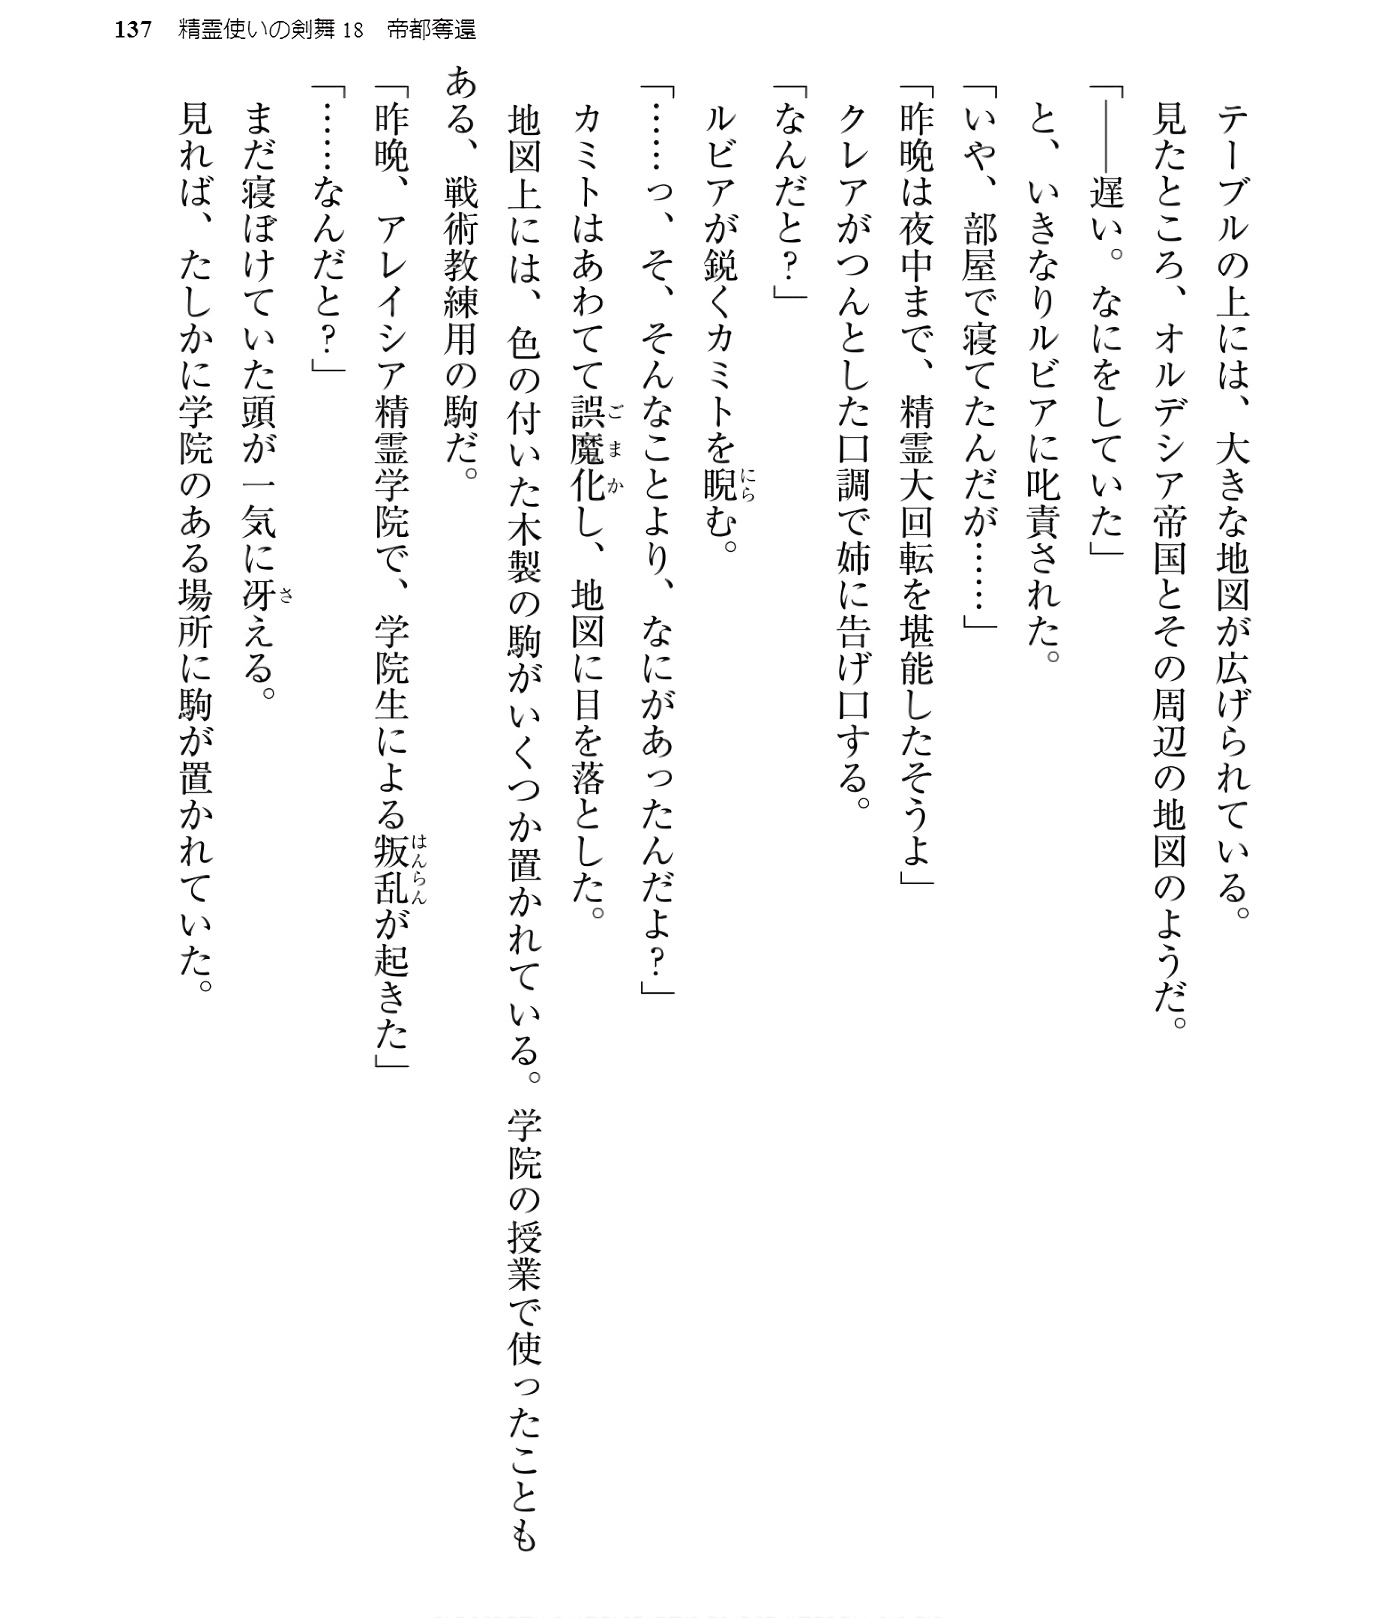 137 精霊使いの剣舞18 帝都奪還
テーブルの上には、大きな地図が広げられている。
見たところ、オルデシア帝国とその周辺の地図のようだ。
「――遅い。なにをしていた」
と、いきなりルビアに叱責された。
「いや、部屋で寝てたんだが……」
「昨晩は夜中まで、精霊大回転を堪能したそうよ」
クレアがつんとした口調で姉に告げ口する。
「なんだと?」
ルビアが鋭くカミトを睨にらむ。
「……っ、そ、そんなことより、なにがあったんだよ?」
カミトはあわてて誤魔化ごまかし、地図に目を落とした。
地図上には、色の付いた木製の駒がいくつか置かれている。学院の授業で使ったことも
ある、戦術教練用の駒だ。
「昨晩、アレイシア精霊学院で、学院生による叛乱はんらんが起きた」
「……なんだと?」
まだ寝ぼけていた頭が一気に冴さえる。
見れば、たしかに学院のある場所に駒が置かれていた。